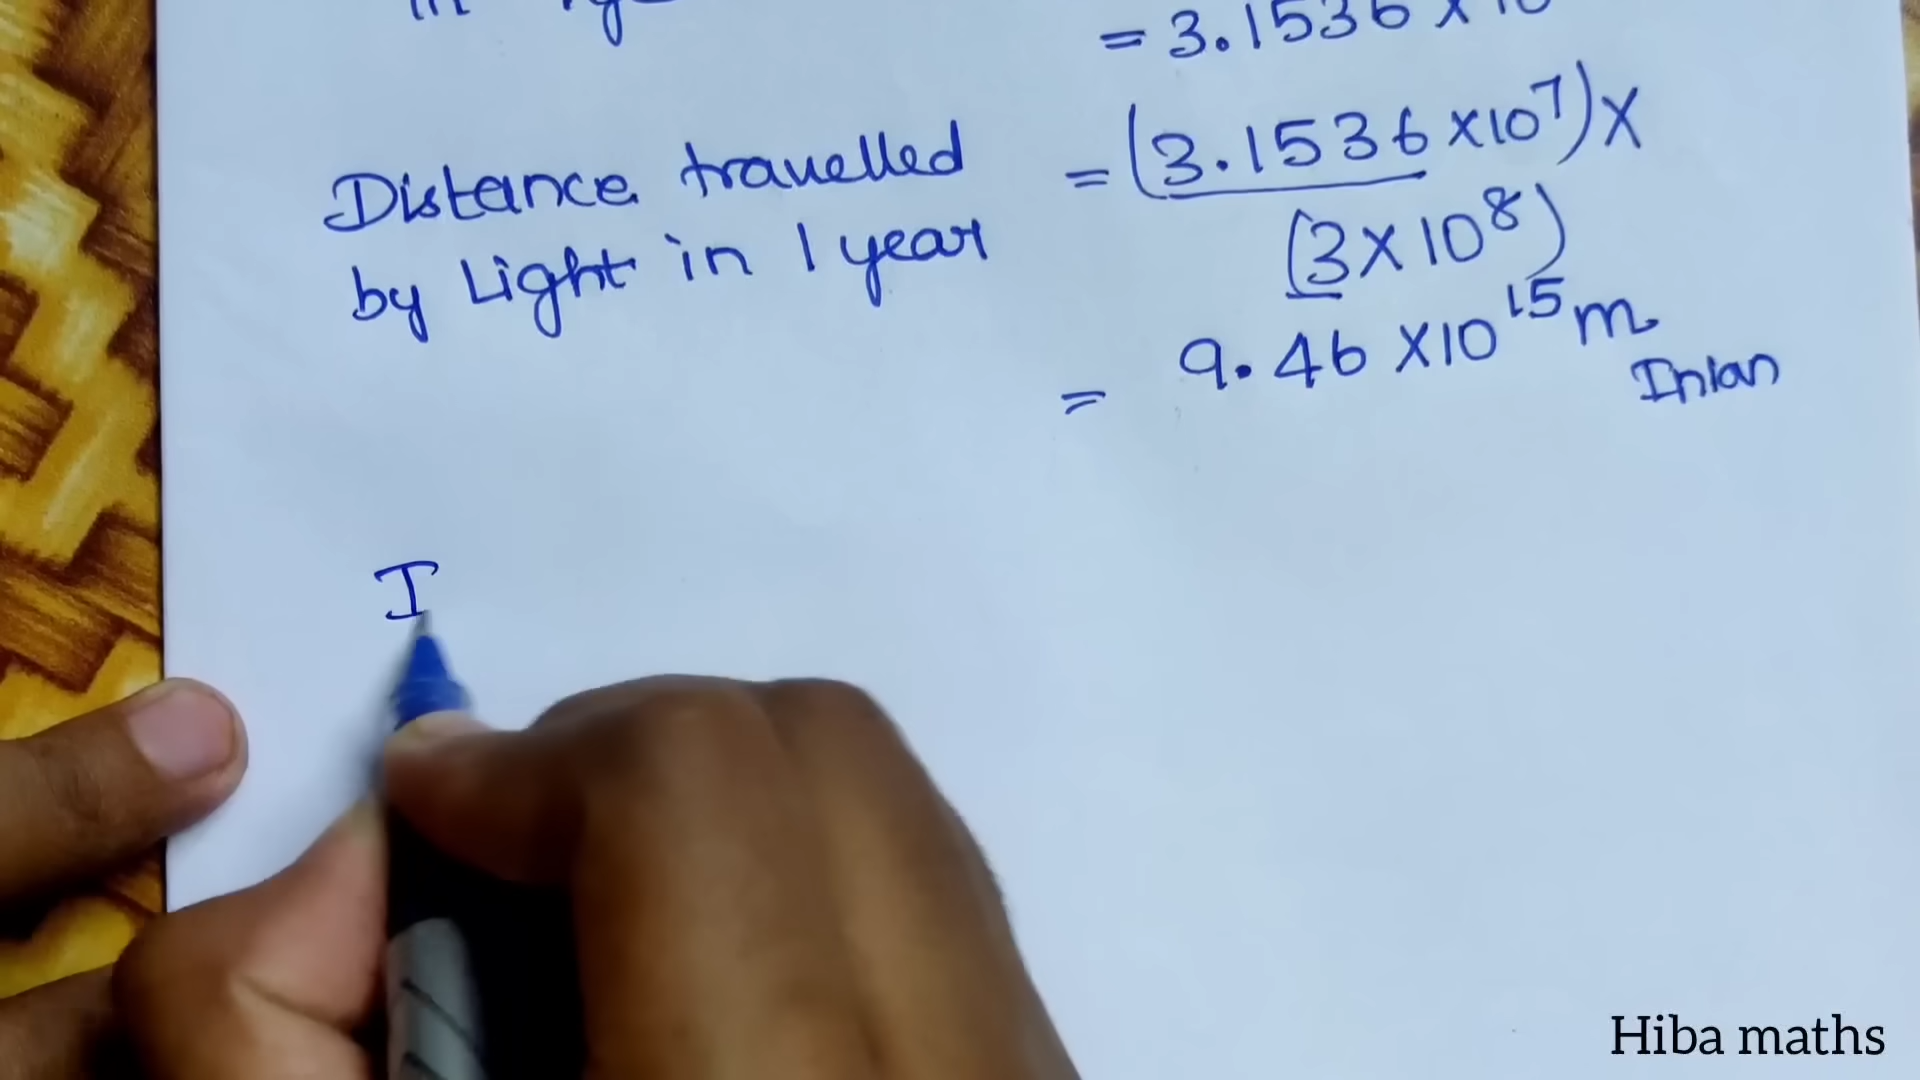 = 3.1536 x 10
Distance travelled = (3.1536 x 10⁷) x
by Light in 1 year (3 x 10⁸)
= 9.46 x 10¹⁵ m
I
Hiba maths